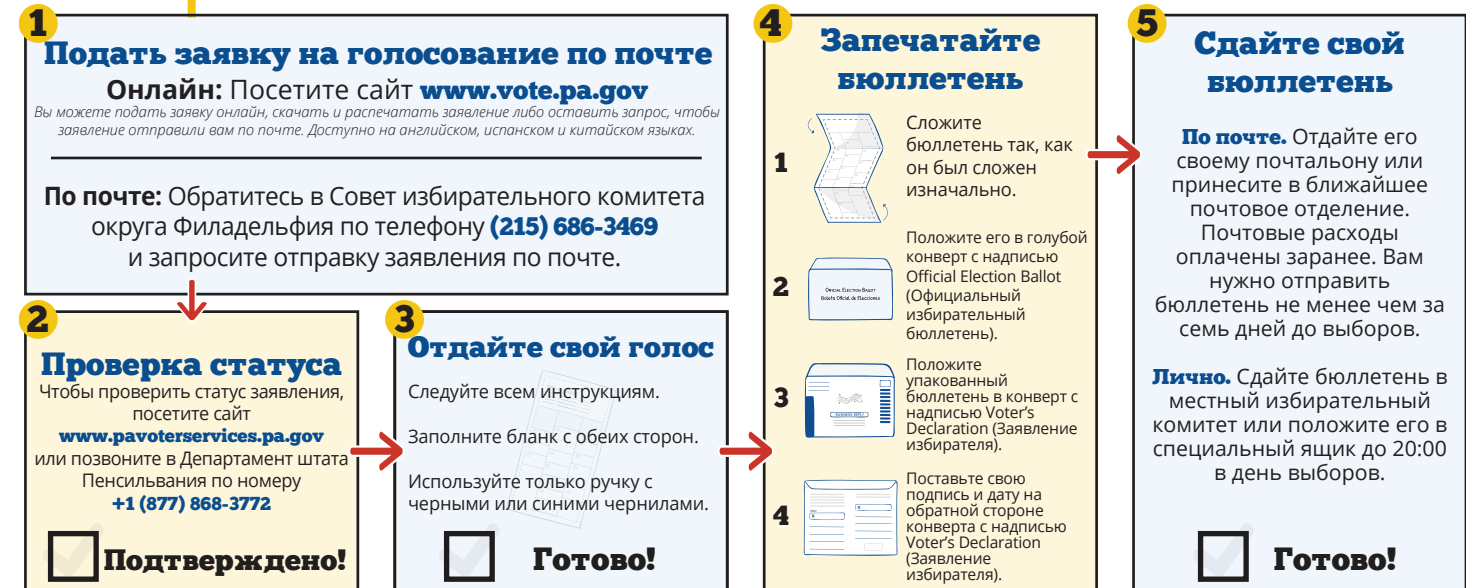 1
Подать заявку на голосование по почте
Онлайн: Посетите сайт www.vote.pa.gov
Вы можете подать заявку онлайн, скачать и распечатать заявление либо оставить запрос, чтобы
заявление отправили вам по почте. Доступно на английском, испанском и китайском языках.
По почте: Обратитесь в Совет избирательного комитета
округа Филадельфия по телефону (215) 686-3469
и запросите отправку заявления по почте.
2
Проверка статуса
Чтобы проверить статус заявления,
посетите сайт
www.pavoterservices.pa.gov
или позвоните в Департамент штата
Пенсильвания по номеру
+1 (877) 868-3772
Подтверждено!
3
Отдайте свой голос
Следуйте всем инструкциям.
Заполните бланк с обеих сторон.
Используйте только ручку с
черными или синими чернилами.
Готово!
4
Запечатайте
бюллетень
1
Сложите
бюллетень так, как
он был сложен
изначально.
2
Official Election Ballot
Boleta Oficial de Elecciones
Положите его в голубой
конверт с надписью
Official Election Ballot
(Официальный
избирательный
бюллетень).
3
BUSINESS REPLY
Положите
упакованный
бюллетень в конверт с
надписью Voter's
Declaration (Заявление
избирателя).
4
Поставьте свою
подпись и дату на
обратной стороне
конверта с надписью
Voter's Declaration
(Заявление
избирателя).
5
Сдайте свой
бюллетень
По почте. Отдайте его
своему почтальону или
принесите в ближайшее
почтовое отделение.
Почтовые расходы
оплачены заранее. Вам
нужно отправить
бюллетень не менее чем за
семь дней до выборов.
Лично. Сдайте бюллетень в
местный избирательный
комитет или положите его в
специальный ящик до 20:00
в день выборов.
Готово!